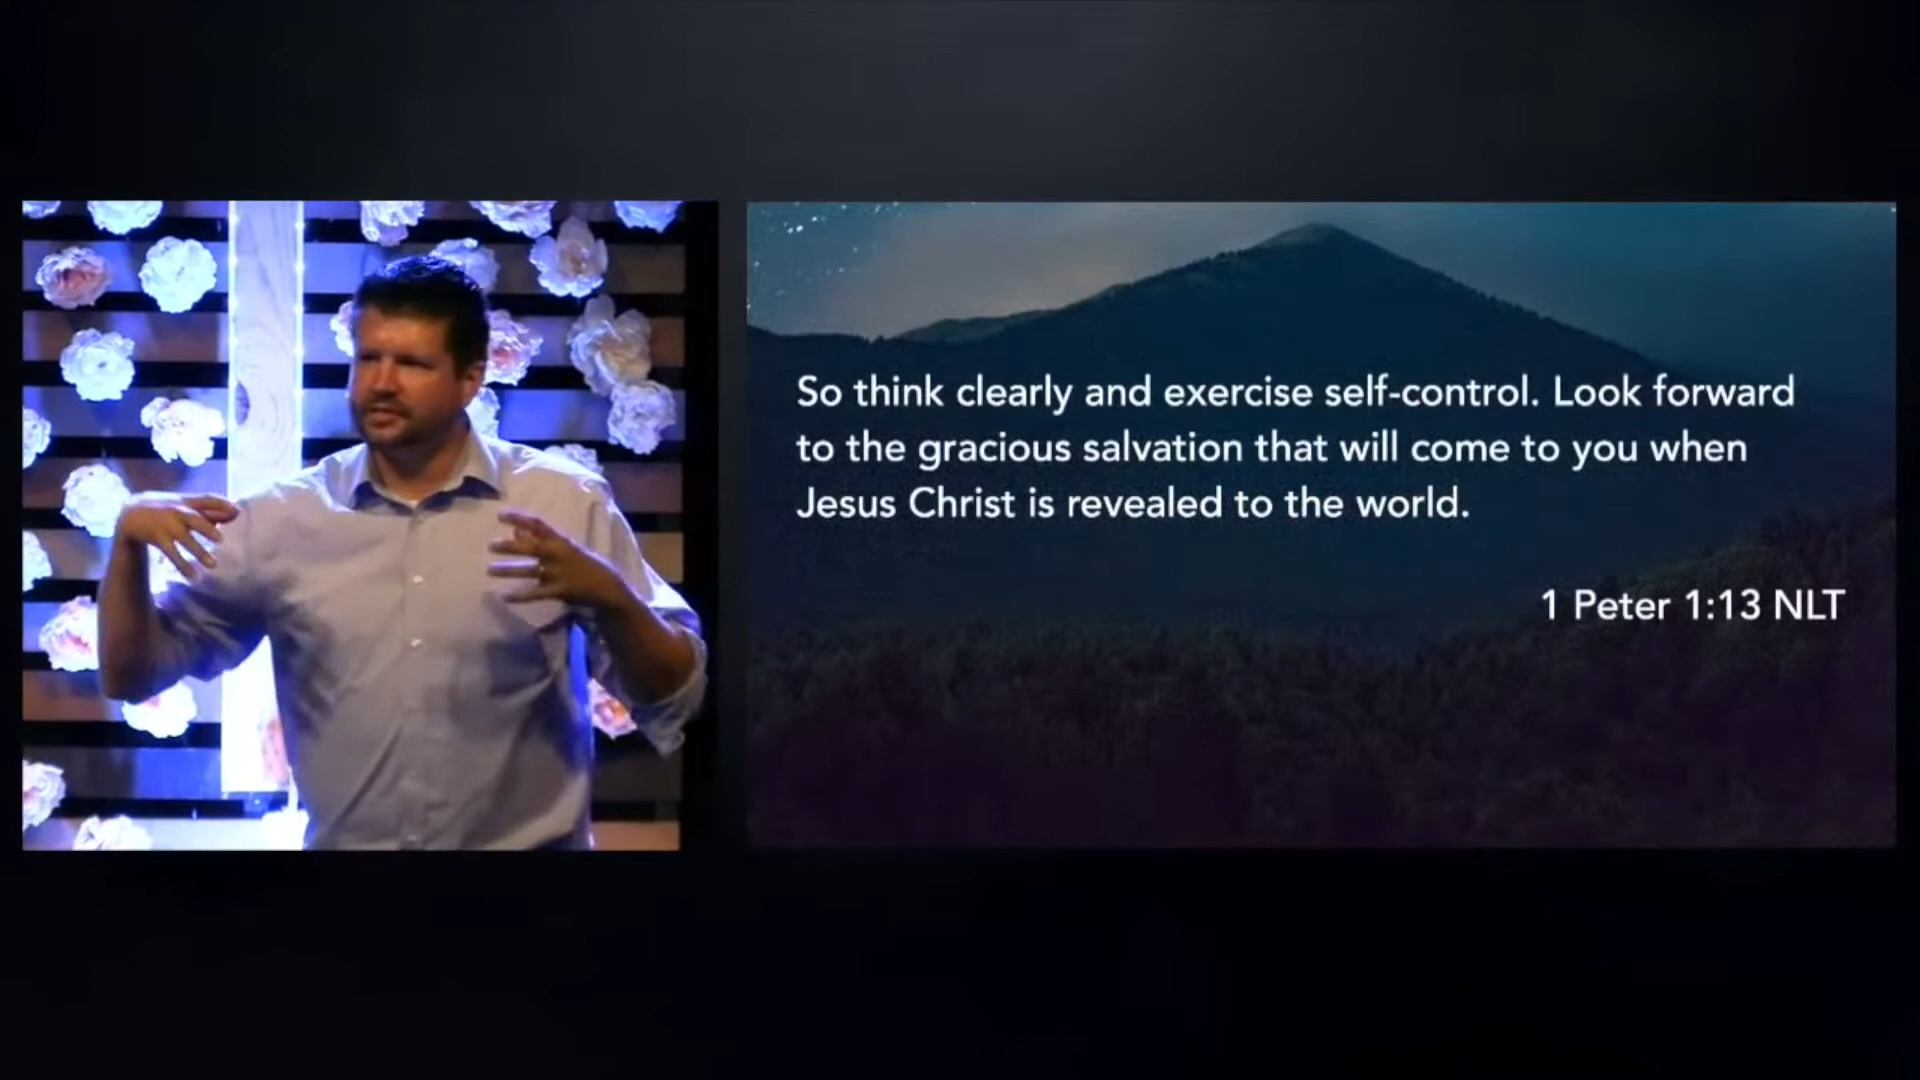 So think clearly and exercise self-control. Look forward
to the gracious salvation that will come to you when
Jesus Christ is revealed to the world.
1 Peter 1:13 NLT